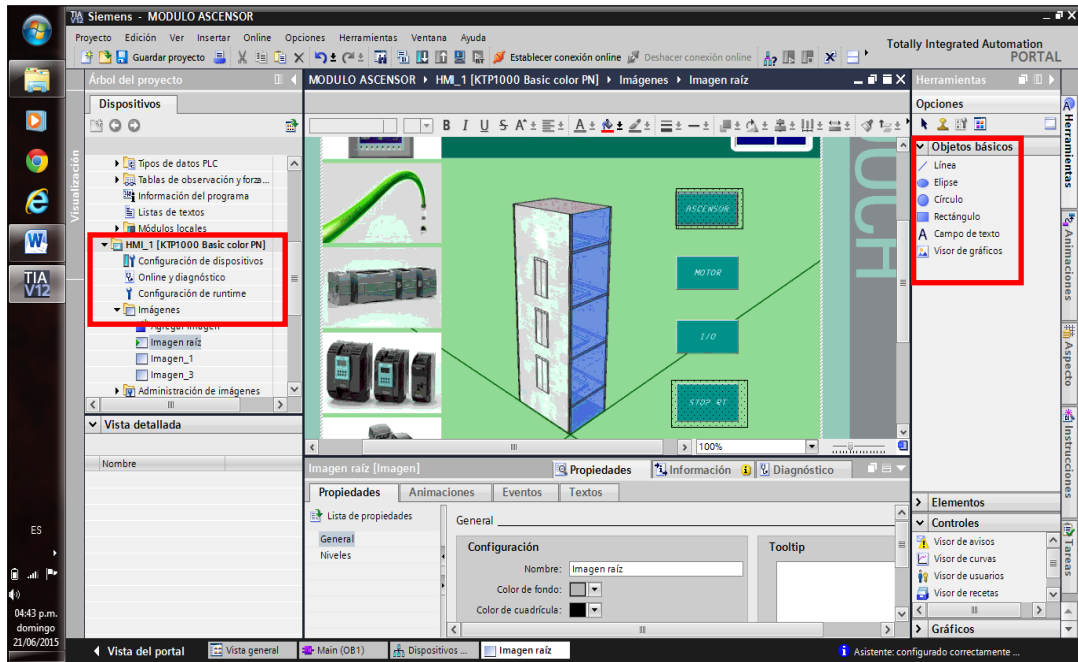 Siemens - MODULO ASCENSOR
Proyecto Edición Ver Insertar Online Opciones Herramientas Ventana Ayuda
Guardar proyecto Establecer conexión online Deshacer conexión online
Totally Integrated Automation
PORTAL
Árbol del proyecto
MODULO ASCENSOR HMI_1 [KTP1000 Basic color PN] Imágenes Imagen raíz
Herramientas
Dispositivos
Opciones
Visualización
Tipos de datos PLC
Tablas de observación y forza...
Información del programa
Listas de textos
Módulos locales
HMI_1 [KTP1000 Basic color PN]
Configuración de dispositivos
Online y diagnóstico
Configuración de runtime
Imágenes
Agregar imagen
Imagen raíz
Imagen_1
Imagen_3
Administración de imágenes
Vista detallada
Nombre
OUCH
ASCENSOR
MOTOR
I/O
STOP RT
100%
Objetos básicos
Línea
Elipse
Círculo
Rectángulo
Campo de texto
Visor de gráficos
Elementos
Controles
Visor de avisos
Visor de curvas
Visor de usuarios
Visor de recetas
Gráficos
Herramientas
Animaciones
Aspecto
Instrucciones
Tareas
Imagen raíz [Imagen]
Propiedades Información Diagnóstico
Propiedades Animaciones Eventos Textos
Lista de propiedades
General
Niveles
General
Configuración
Nombre: Imagen raíz
Color de fondo:
Color de cuadrícula:
Tooltip
TIA
V12
ES
04:43 p.m.
domingo
21/06/2015
Vista del portal Vista general Main (OB1) Dispositivos ... Imagen raíz
Asistente: configurado correctamente ...